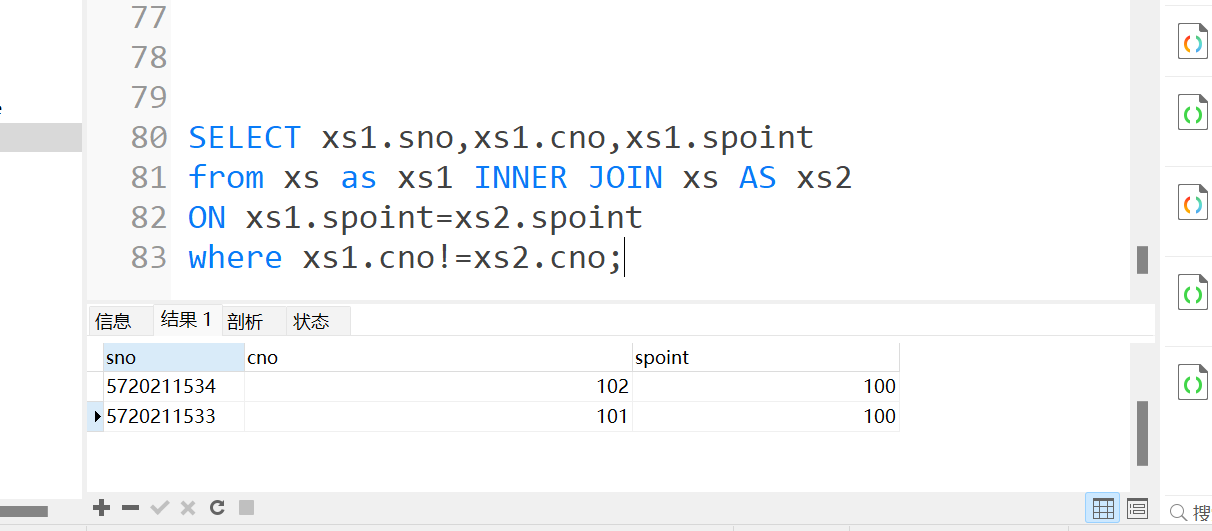 77
78
79
80 SELECT xs1.sno,xs1.cno,xs1.spoint
81 from xs as xs1 INNER JOIN xs AS xs2
82 ON xs1.spoint=xs2.spoint
83 where xs1.cno!=xs2.cno;
信息 结果 1 剖析 状态
sno cno spoint
5720211534 102 100
5720211533 101 100
搜